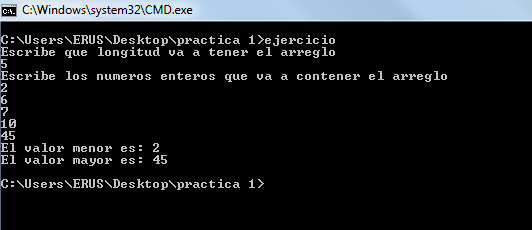 C:\Windows\system32\CMD.exe
C:\Users\ERUS\Desktop\practica 1>ejercicio
Escribe que longitud va a tener el arreglo
5
Escribe los numeros enteros que va a contener el arreglo
2
6
7
10
45
El valor menor es: 2
El valor mayor es: 45
C:\Users\ERUS\Desktop\practica 1>